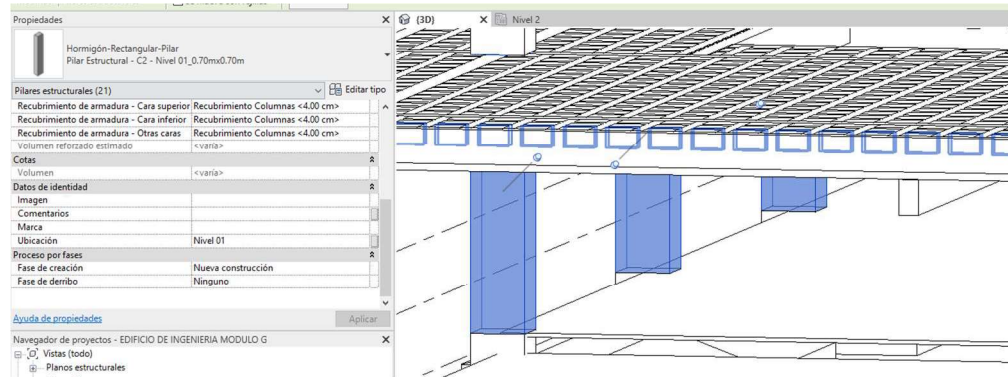 Propiedades
(3D)
Nivel 2
Hormigón-Rectangular-Pilar
Pilar Estructural - C2 - Nivel 01_0.70mx0.70m
Pilares estructurales (21)
Editar tipo
Recubrimiento de armadura - Cara superior Recubrimiento Columnas <4.00 cm>
Recubrimiento de armadura - Cara inferior Recubrimiento Columnas <4.00 cm>
Recubrimiento de armadura - Otras caras Recubrimiento Columnas <4.00 cm>
Volumen reforzado estimado <varía>
Cotas
Volumen <varía>
Datos de identidad
Imagen
Comentarios
Marca
Ubicación Nivel 01
Proceso por fases
Fase de creación Nueva construcción
Fase de derribo Ninguno
Ayuda de propiedades
Aplicar
Navegador de proyectos - EDIFICIO DE INGENIERIA MODULO G
Vistas (todo)
Planos estructurales